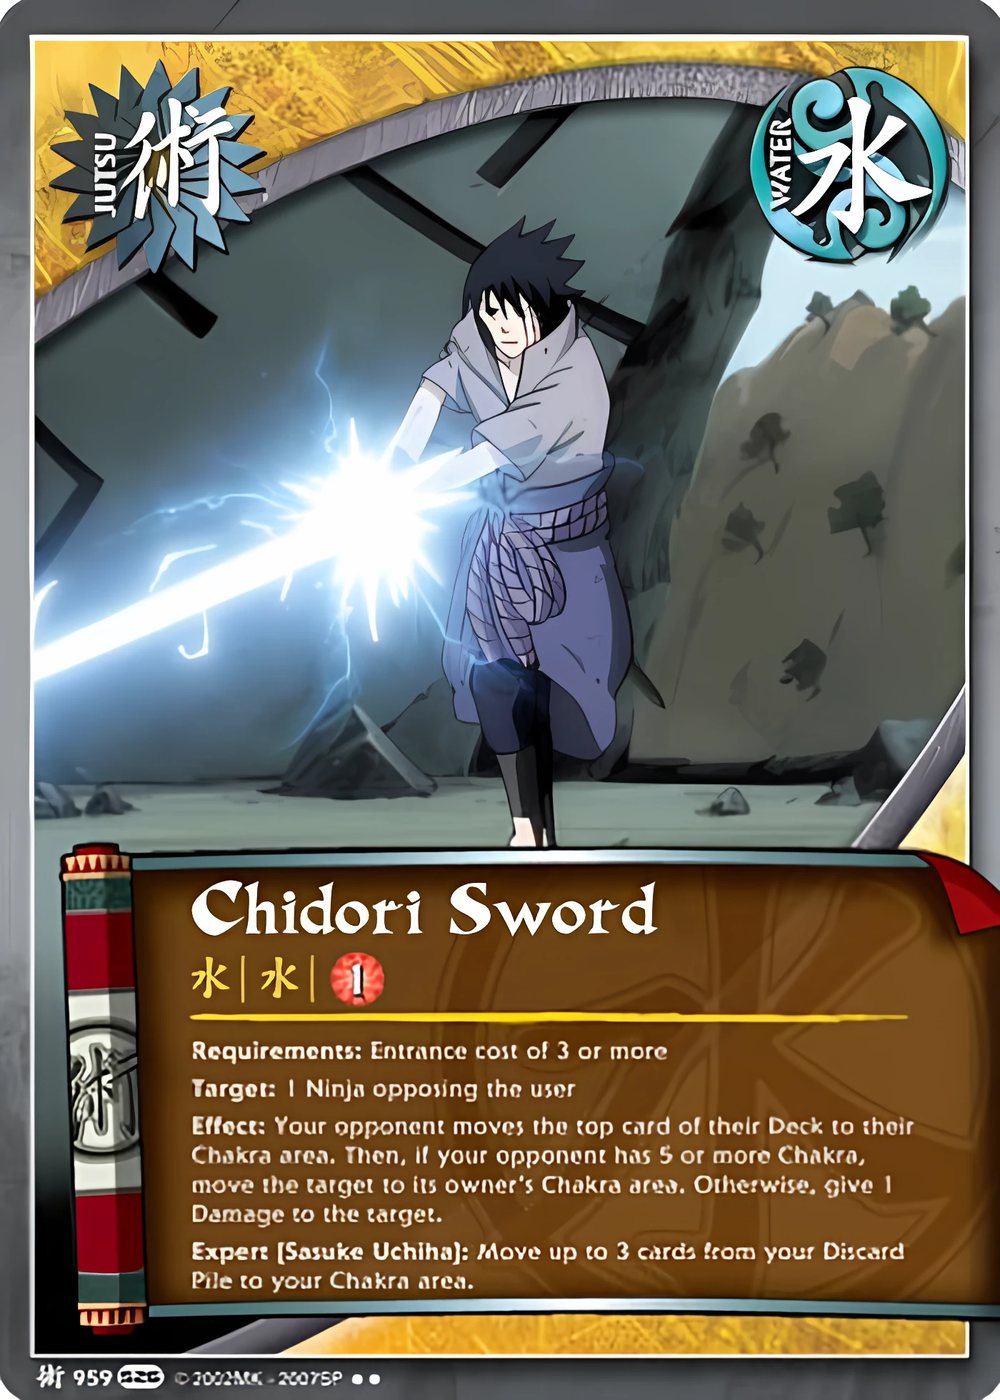 JUTSU
術
WATER
水
Chidori Sword
水| 水| 1
Requirements: Entrance cost of 3 or more
Target: 1 Ninja opposing the user
Effect: Your opponent moves the top card of their Deck to their
Chakra area. Then, if your opponent has 5 or more Chakra,
move the target to its owner's Chakra area. Otherwise, give 1
Damage to the target.
Expert [Sasuke Uchiha]: Move up to 3 cards from your Discard
Pile to your Chakra area.
術
術 959 © 2002MK - 2007SP